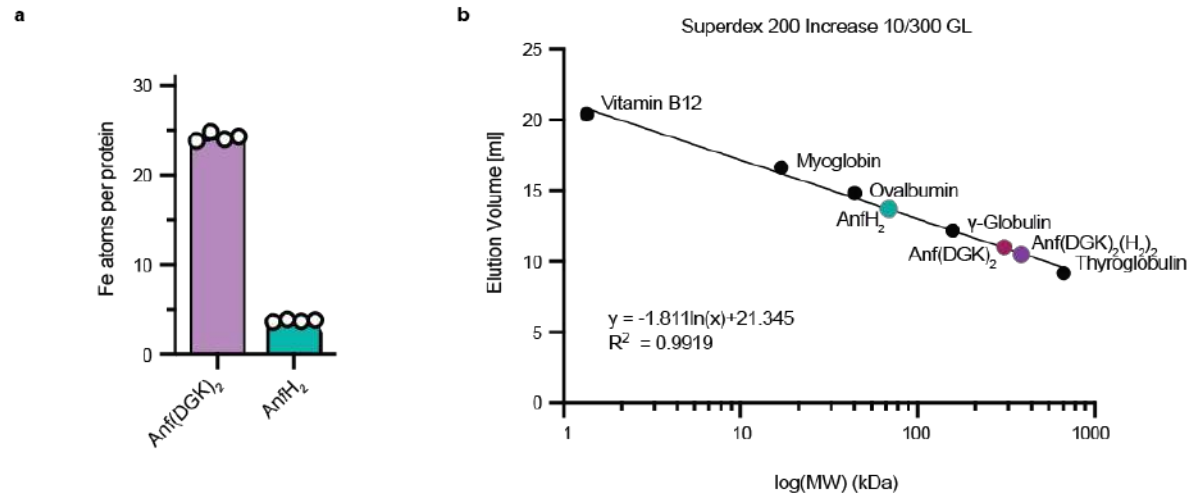 a
Fe atoms per protein
30
20
10
0
Anf(DGK)₂
AnfH₂
b
Superdex 200 Increase 10/300 GL
Elution Volume [ml]
25
20
15
10
5
0
Vitamin B12
Myoglobin
Ovalbumin
AnfH₂
γ-Globulin
Anf(DGK)₂
Anf(DGK)₂(H₂)₂
Thyroglobulin
y = -1.811ln(x)+21.345
R² = 0.9919
1 10 100 1000
log(MW) (kDa)